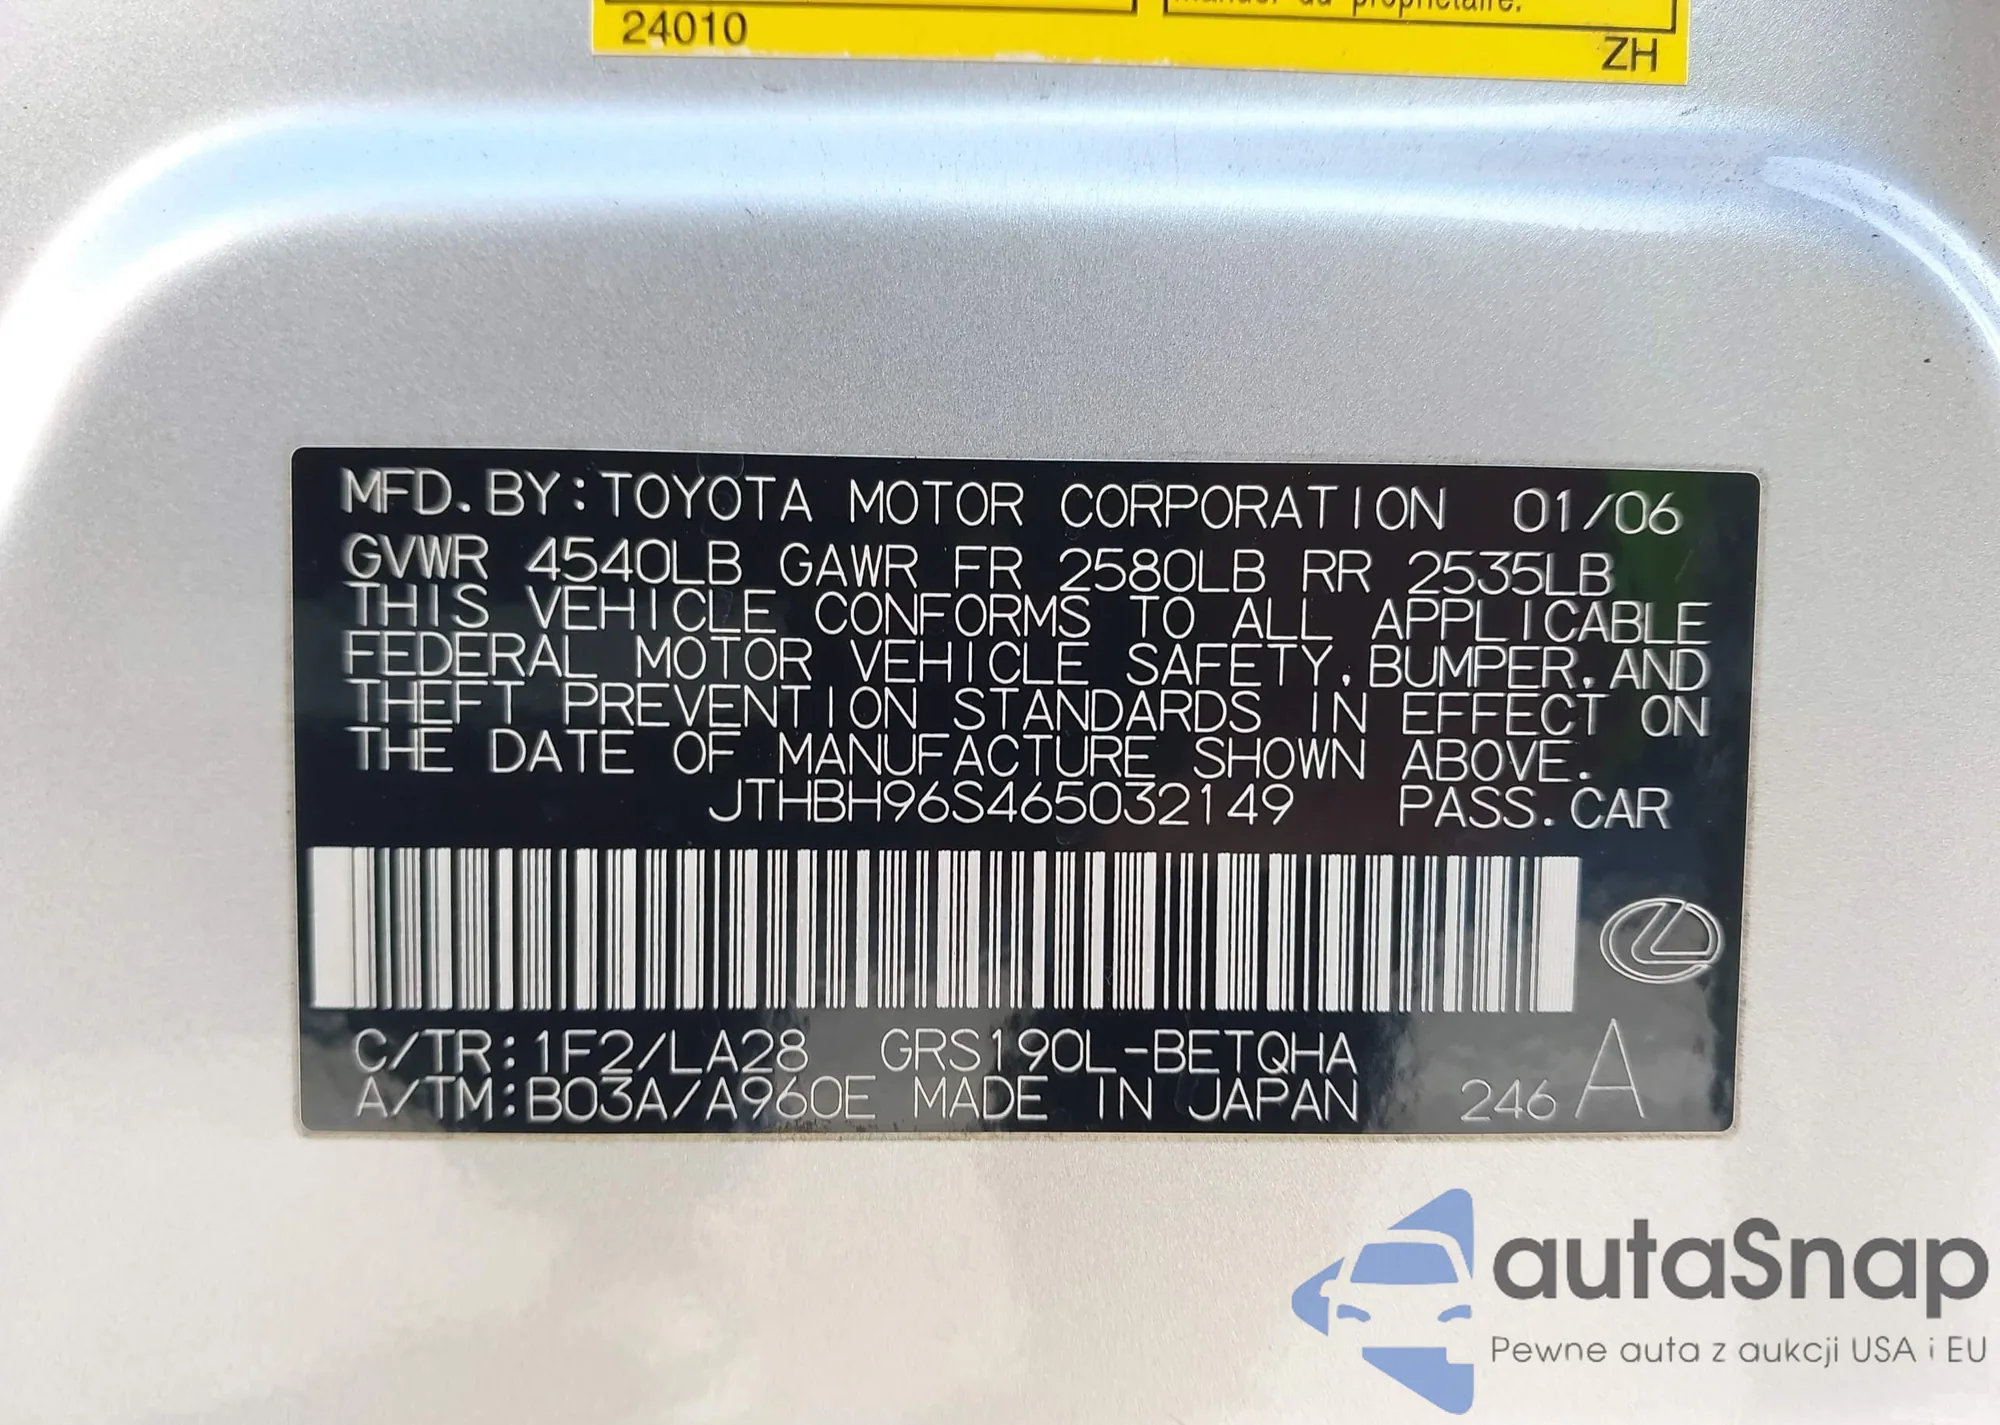 manuel du propriétaire.
24010
ZH
MFD. BY: TOYOTA MOTOR CORPORATION 01/06
GVWR 4540LB GAWR FR 2580LB RR 2535LB
THIS VEHICLE CONFORMS TO ALL APPLICABLE
FEDERAL MOTOR VEHICLE SAFETY, BUMPER, AND
THEFT PREVENTION STANDARDS IN EFFECT ON
THE DATE OF MANUFACTURE SHOWN ABOVE.
JTHBH96S465032149 PASS. CAR
C/TR: 1F2/LA28 GRS190L-BETQHA
A/TM: B03A/A960E MADE IN JAPAN 246 A
autaSnap
Pewne auta z aukcji USA i EU